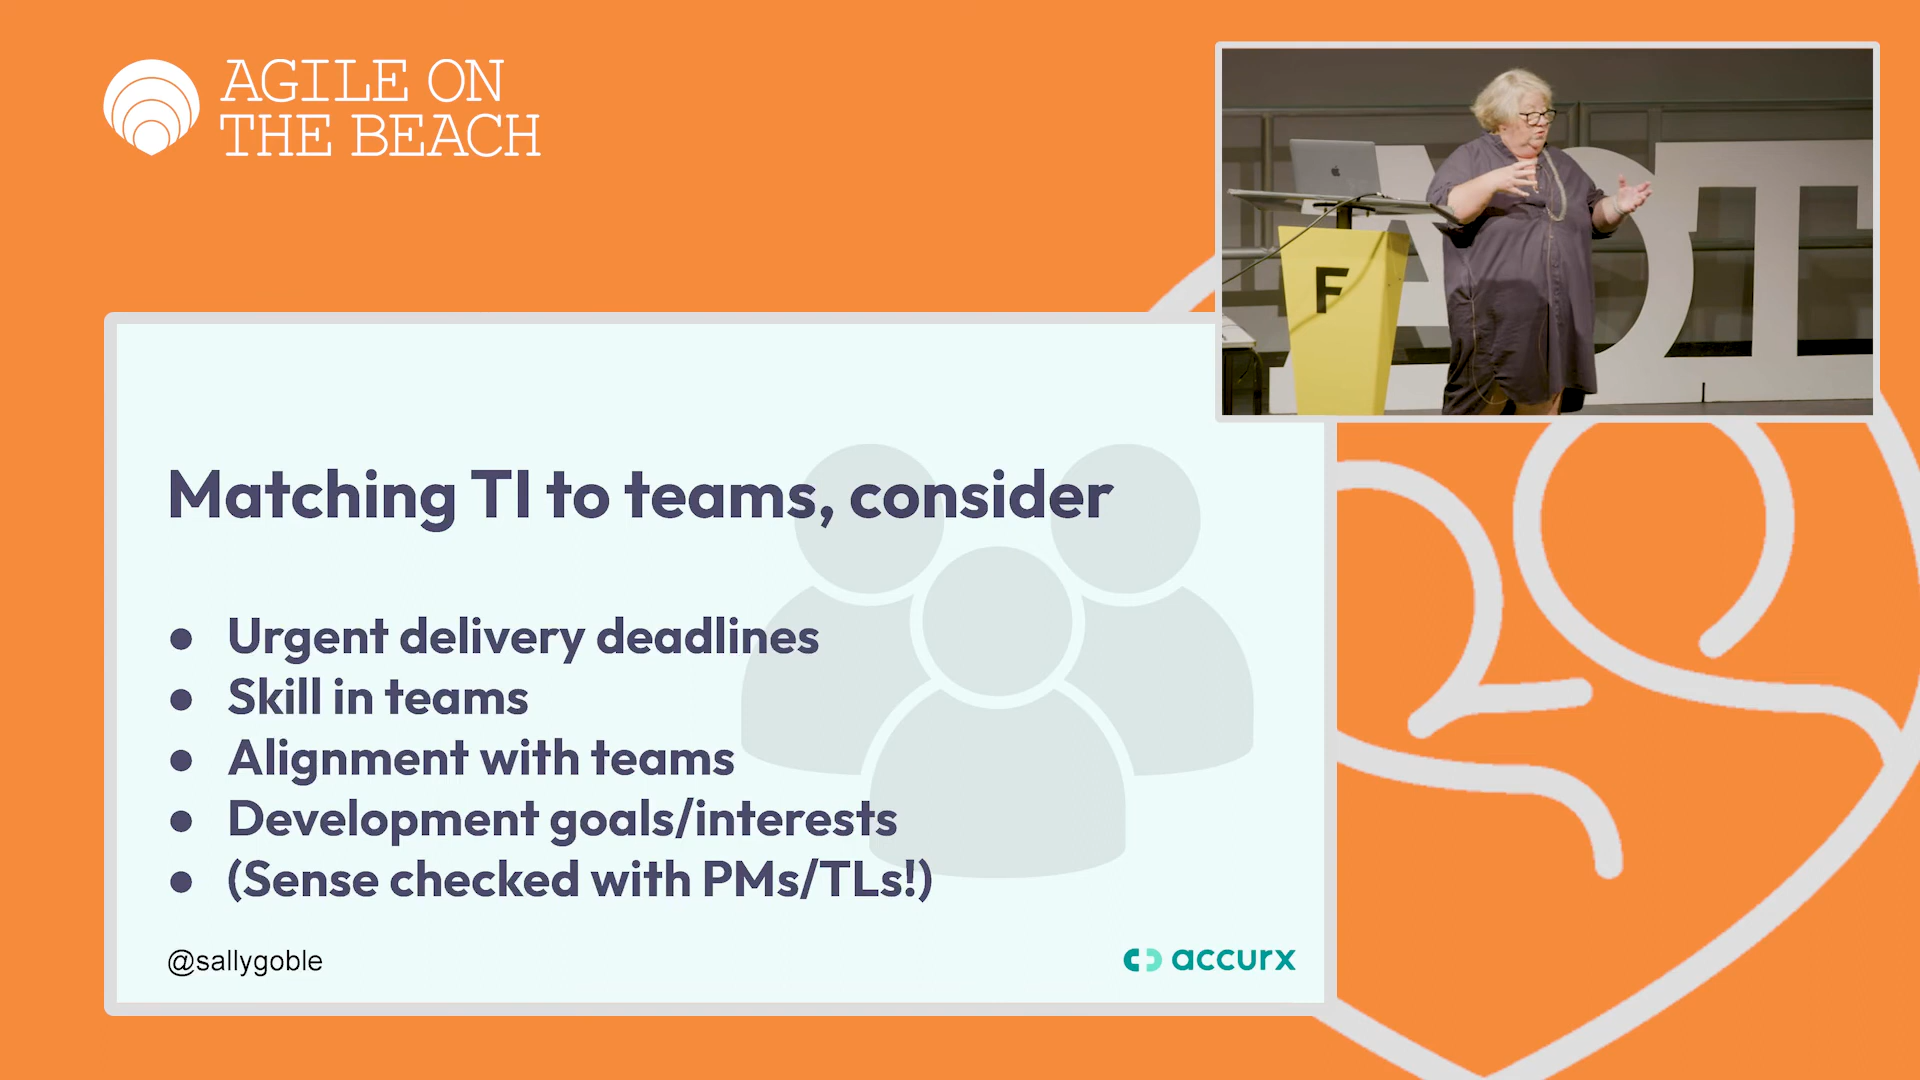 AGILE ON
THE BEACH
F
Matching TI to teams, consider
● Urgent delivery deadlines
● Skill in teams
● Alignment with teams
● Development goals/interests
● (Sense checked with PMs/TLs!)
@sallygoble
accurx